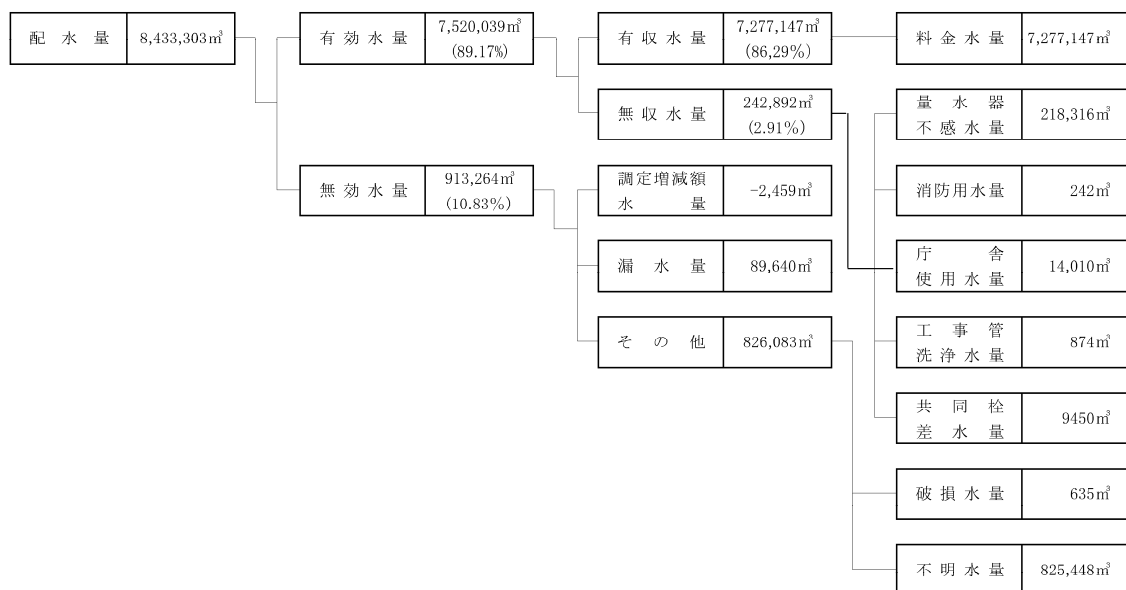 配水量 8,433,303㎥
有効水量 7,520,039㎥
(89.17%)
有収水量 7,277,147㎥
(86,29%)
料金水量 7,277,147㎥
無収水量 242,892㎥
(2.91%)
量水器
不感水量 218,316㎥
無効水量 913,264㎥
(10.83%)
調定増減額
水量 -2,459㎥
消防用水量 242㎥
漏水量 89,640㎥
庁舎
使用水量 14,010㎥
その他 826,083㎥
工事管
洗浄水量 874㎥
共同栓
差水量 9450㎥
破損水量 635㎥
不明水量 825,448㎥